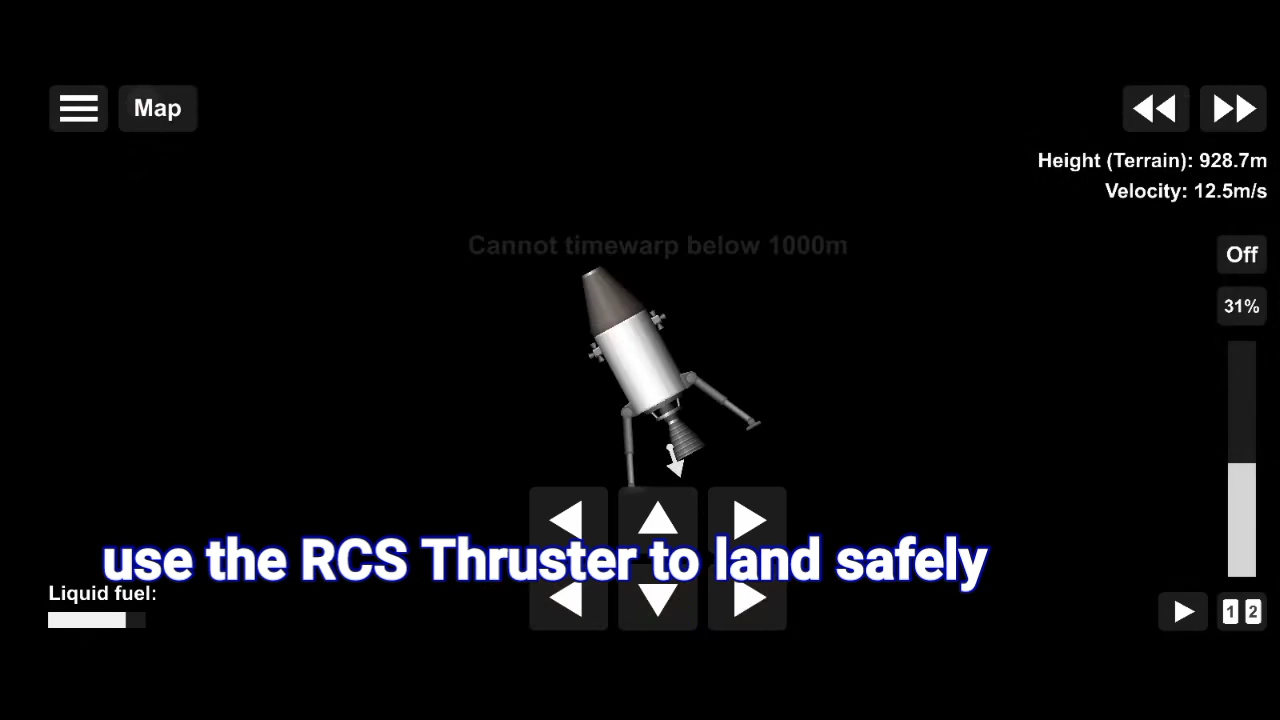 Map
Height (Terrain): 928.7m
Velocity: 12.5m/s
Cannot timewarp below 1000m
Off
31%
use the RCS Thruster to land safely
Liquid fuel:
1 2